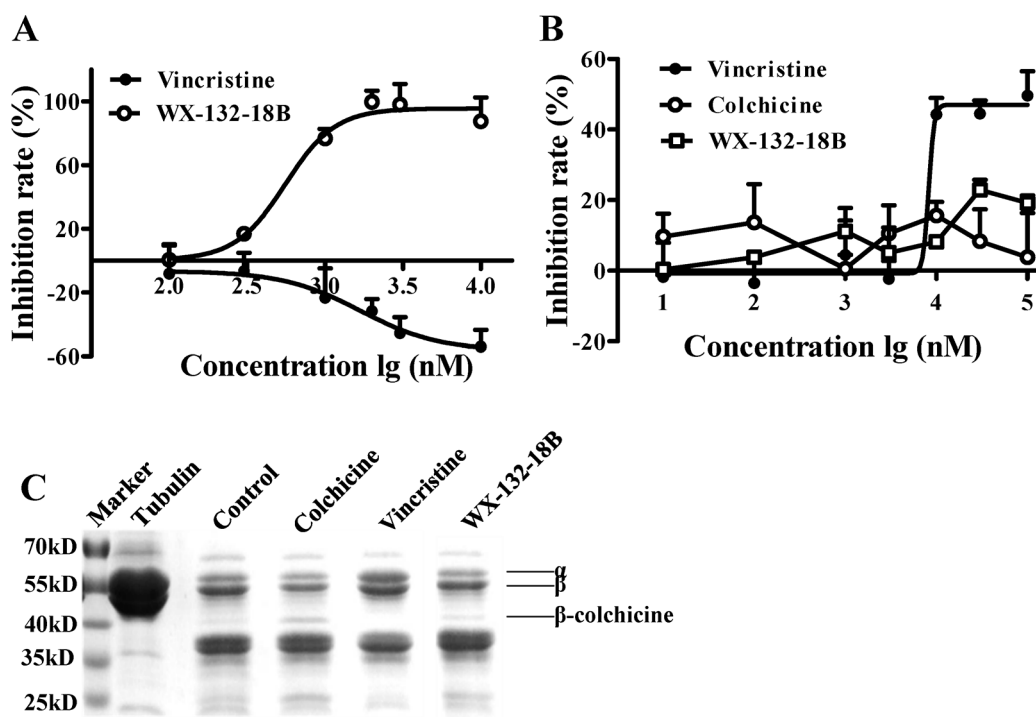 A
Vincristine
WX-132-18B
Inhibition rate (%)
100
60
20
-20
-60
2.0 2.5 3.0 3.5 4.0
Concentration lg (nM)
B
Vincristine
Colchicine
WX-132-18B
Inhibition rate (%)
60
40
20
0
-20
1 2 3 4 5
Concentration lg (nM)
C
Marker
Tubulin
Control
Colchicine
Vincristine
WX-132-18B
70kD
55kD
40kD
35kD
25kD
α
β
β-colchicine